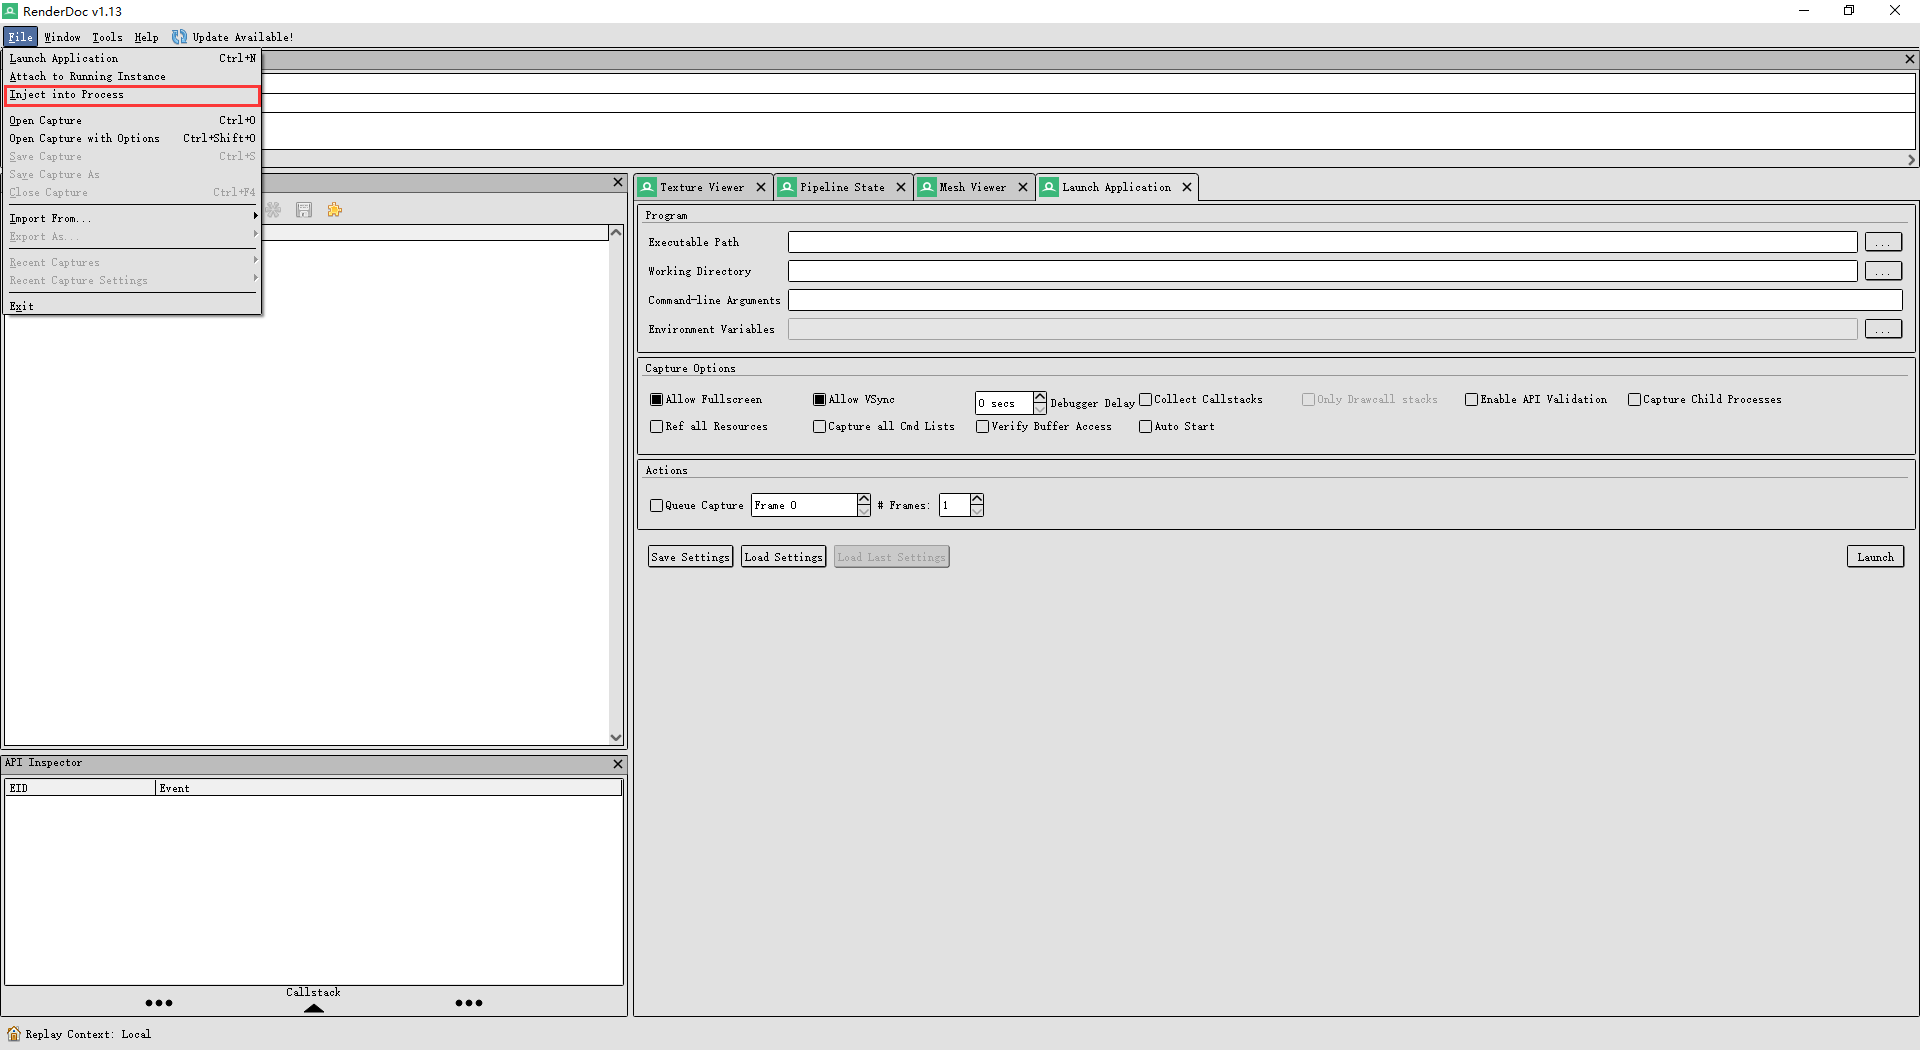 RenderDoc v1.13
File Window Tools Help Update Available!
Launch Application Ctrl+N
Attach to Running Instance
Inject into Process
Open Capture Ctrl+O
Open Capture with Options Ctrl+Shift+O
Save Capture Ctrl+S
Save Capture As
Close Capture Ctrl+F4
Import From...
Export As...
Recent Captures
Recent Capture Settings
Exit
Texture Viewer Pipeline State Mesh Viewer Launch Application
Program
Executable Path ...
Working Directory ...
Command-line Arguments
Environment Variables ...
Capture Options
Allow Fullscreen Allow VSync 0 secs Debugger Delay Collect Callstacks Only Drawcall stacks Enable API Validation Capture Child Processes
Ref all Resources Capture all Cmd Lists Verify Buffer Access Auto Start
Actions
Queue Capture Frame 0 # Frames: 1
Save Settings Load Settings Load Last Settings Launch
API Inspector
EID Event
Callstack
Replay Context: Local